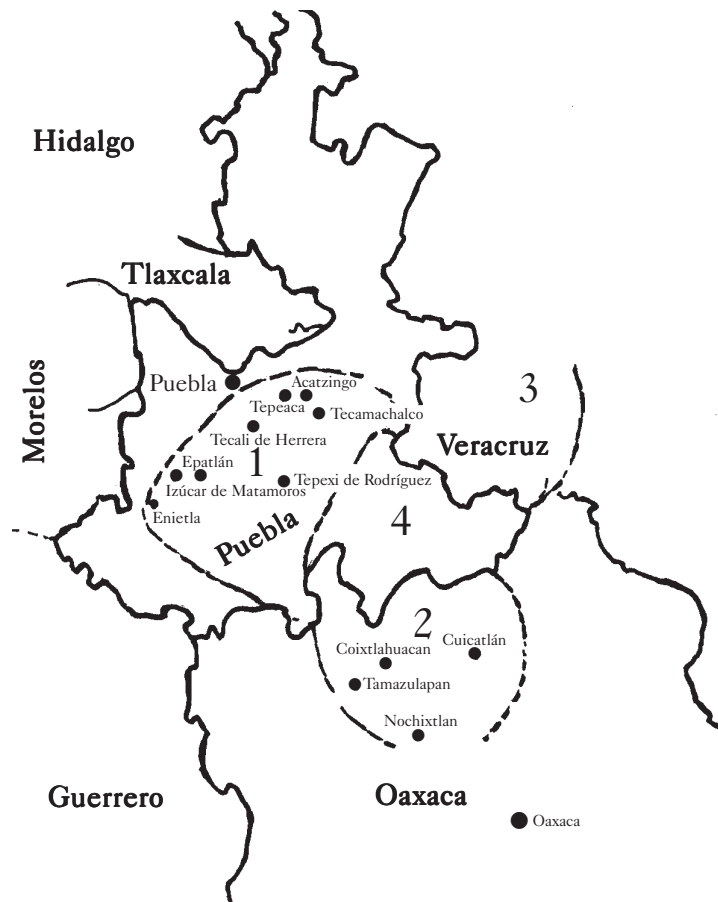 Hidalgo
Tlaxcala
Morelos
Puebla
Acatzingo
Tepeaca
Tecamachalco
3
Tecali de Herrera
Veracruz
Epatlán
1
Tepexi de Rodríguez
Izúcar de Matamoros
Enietla
Puebla
4
2
Coixtlahuacan
Cuicatlán
Tamazulapan
Nochixtlan
Guerrero
Oaxaca
Oaxaca